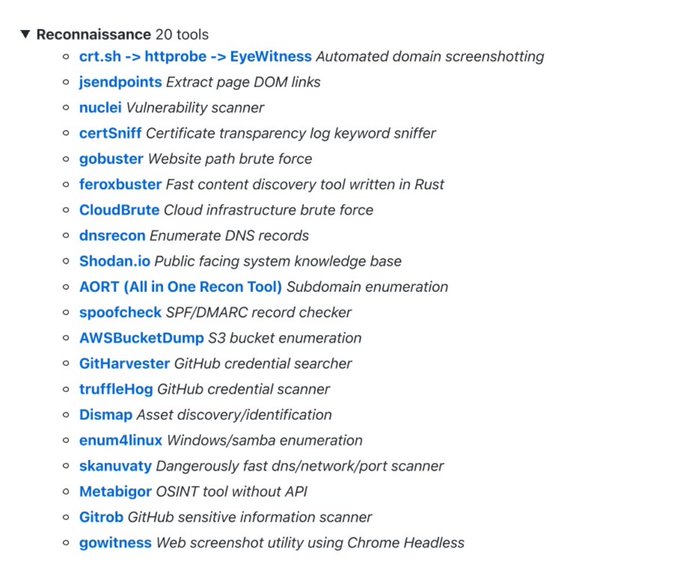 ▼ Reconnaissance 20 tools
crt.sh -> httprobe -> EyeWitness Automated domain screenshotting
jsendpoints Extract page DOM links
nuclei Vulnerability scanner
certSniff Certificate transparency log keyword sniffer
gobuster Website path brute force
feroxbuster Fast content discovery tool written in Rust
CloudBrute Cloud infrastructure brute force
dnsrecon Enumerate DNS records
Shodan.io Public facing system knowledge base
AORT (All in One Recon Tool) Subdomain enumeration
spoofcheck SPF/DMARC record checker
AWSBucketDump S3 bucket enumeration
GitHarvester GitHub credential searcher
truffleHog GitHub credential scanner
Dismap Asset discovery/identification
enum4linux Windows/samba enumeration
skanuvaty Dangerously fast dns/network/port scanner
Metabigor OSINT tool without API
Gitrob GitHub sensitive information scanner
gowitness Web screenshot utility using Chrome Headless